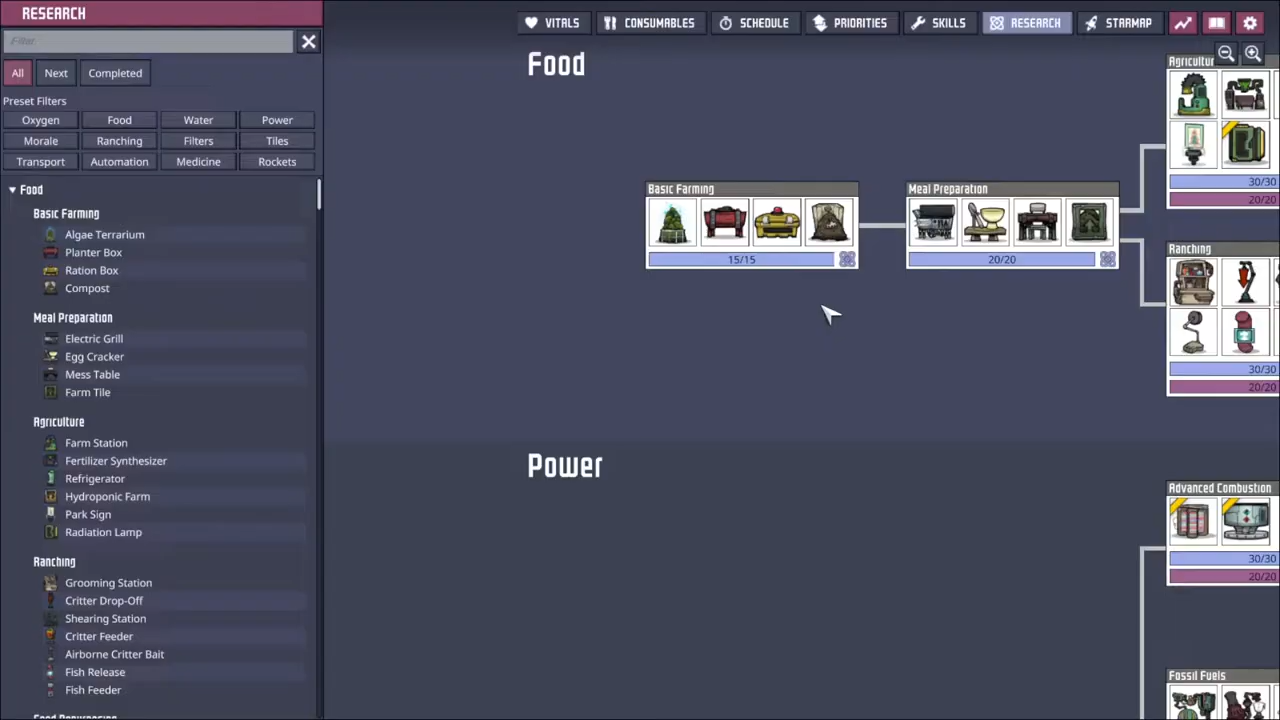 RESEARCH
VITALS
CONSUMABLES
SCHEDULE
PRIORITIES
SKILLS
RESEARCH
STARMAP
Filter
All
Next
Completed
Preset Filters
Oxygen
Food
Water
Power
Morale
Ranching
Filters
Tiles
Transport
Automation
Medicine
Rockets
Food
Basic Farming
Algae Terrarium
Planter Box
Ration Box
Compost
Meal Preparation
Electric Grill
Egg Cracker
Mess Table
Farm Tile
Agriculture
Farm Station
Fertilizer Synthesizer
Refrigerator
Hydroponic Farm
Park Sign
Radiation Lamp
Ranching
Grooming Station
Critter Drop-Off
Shearing Station
Critter Feeder
Airborne Critter Bait
Fish Release
Fish Feeder
Food
Basic Farming
15/15
Meal Preparation
20/20
30/30
20/20
Ranching
30/30
20/20
Power
Advanced Combustion
30/30
20/20
Fossil Fuels